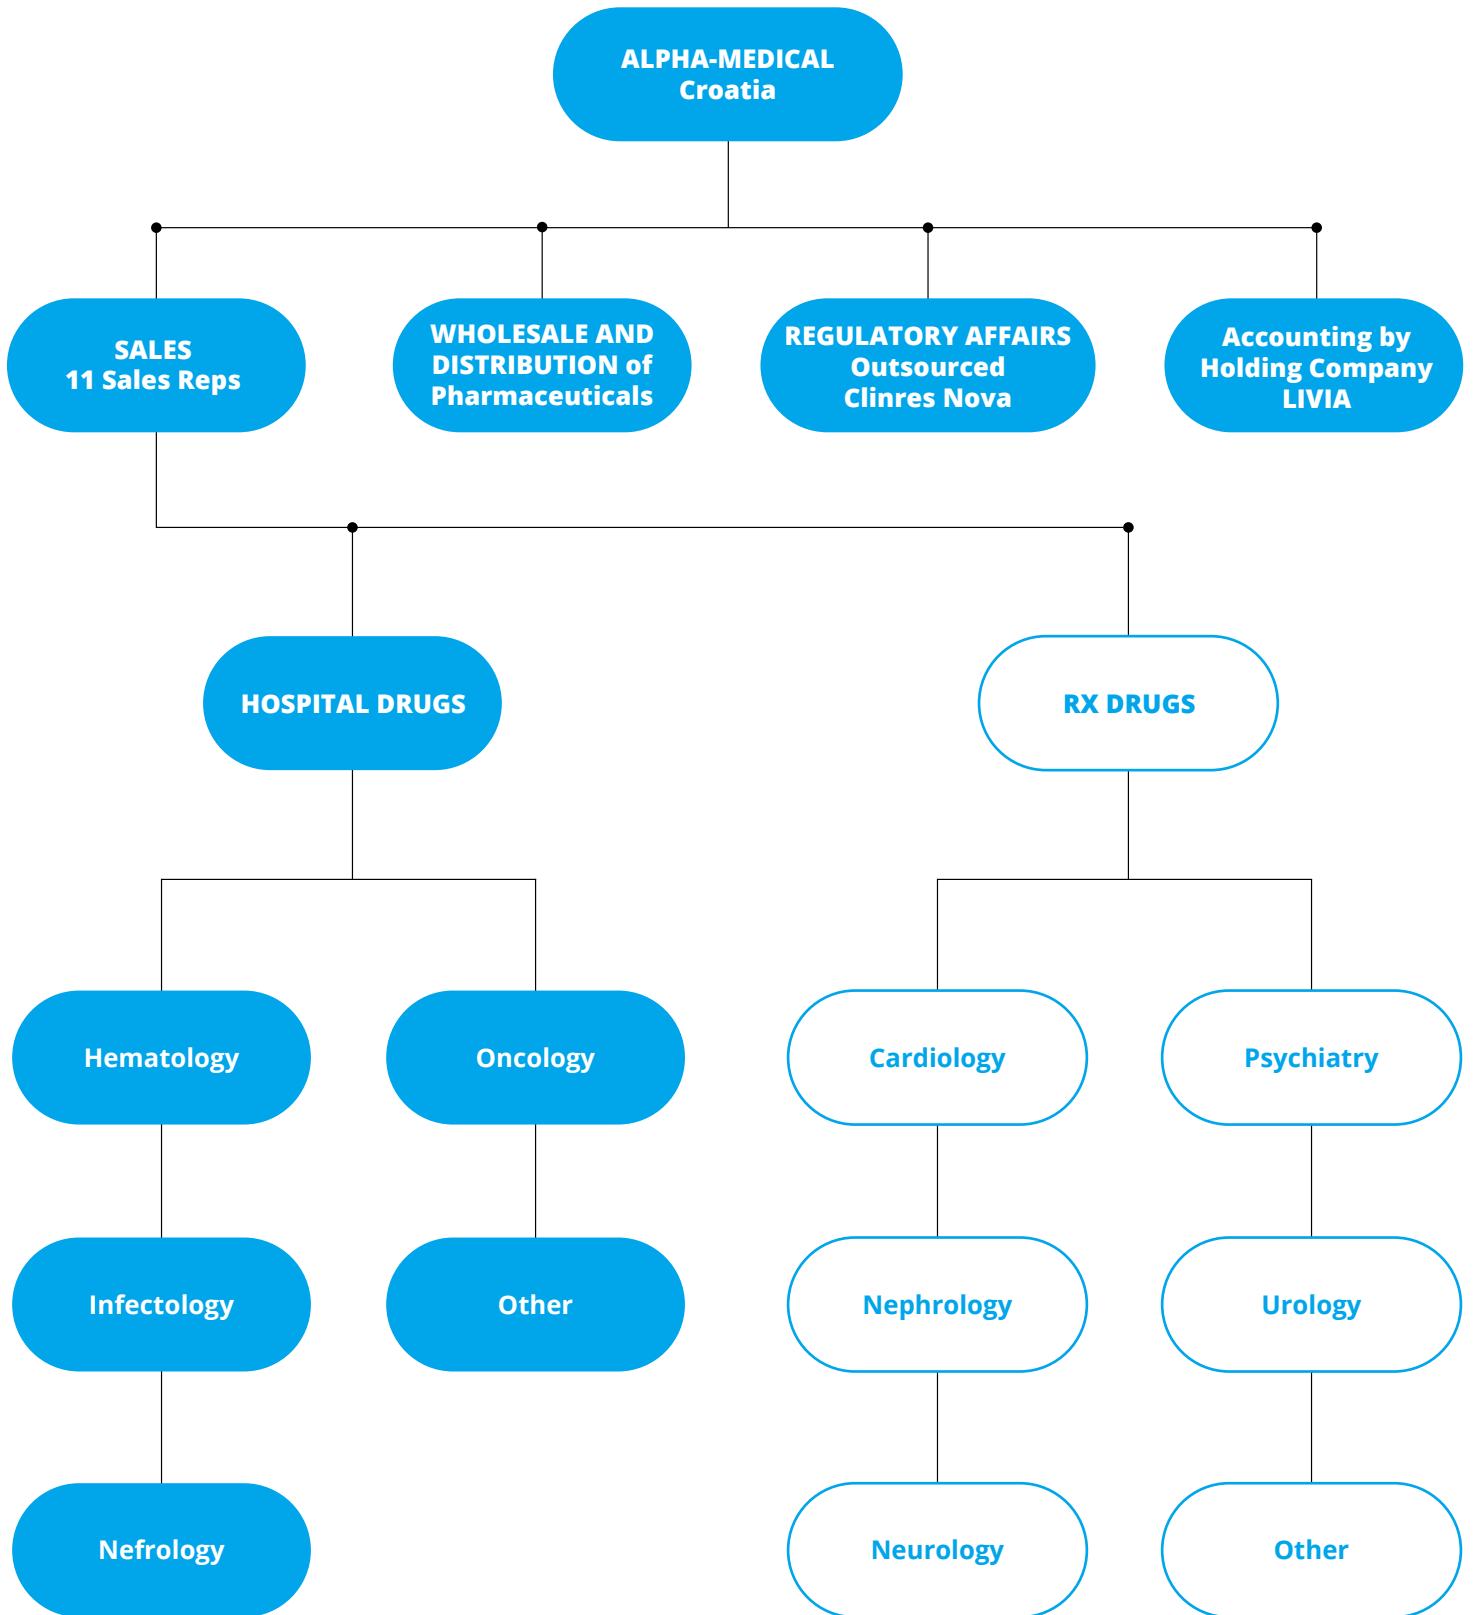 ALPHA-MEDICAL
Croatia
SALES
11 Sales Reps
WHOLESALE AND
DISTRIBUTION of
Pharmaceuticals
REGULATORY AFFAIRS
Outsourced
Clinres Nova
Accounting by
Holding Company
LIVIA
HOSPITAL DRUGS
RX DRUGS
Hematology
Oncology
Cardiology
Psychiatry
Infectology
Other
Nephrology
Urology
Nefrology
Neurology
Other